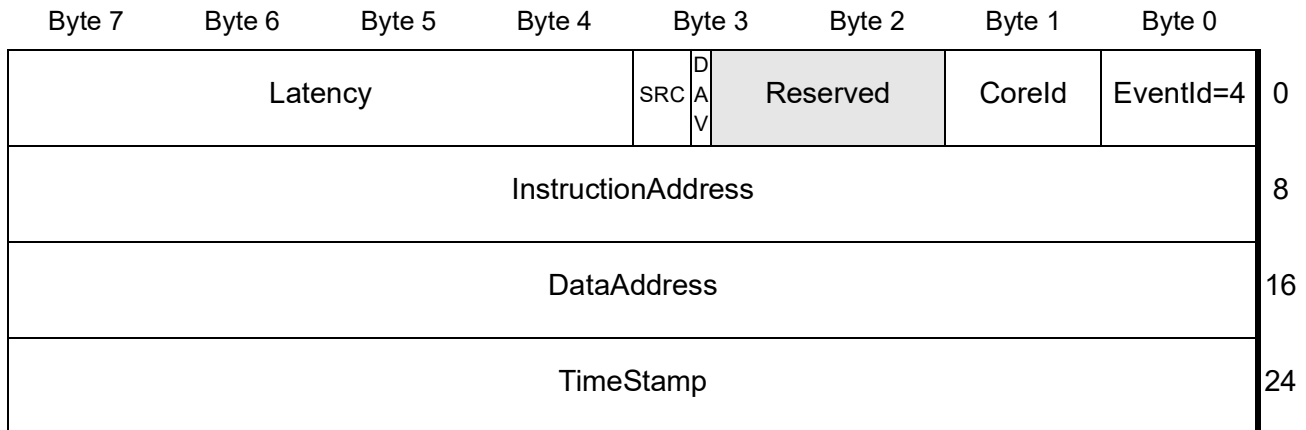 Byte 7 Byte 6 Byte 5 Byte 4 Byte 3 Byte 2 Byte 1 Byte 0
Latency SRC DAV Reserved CoreId EventId=4 0
InstructionAddress 8
DataAddress 16
TimeStamp 24